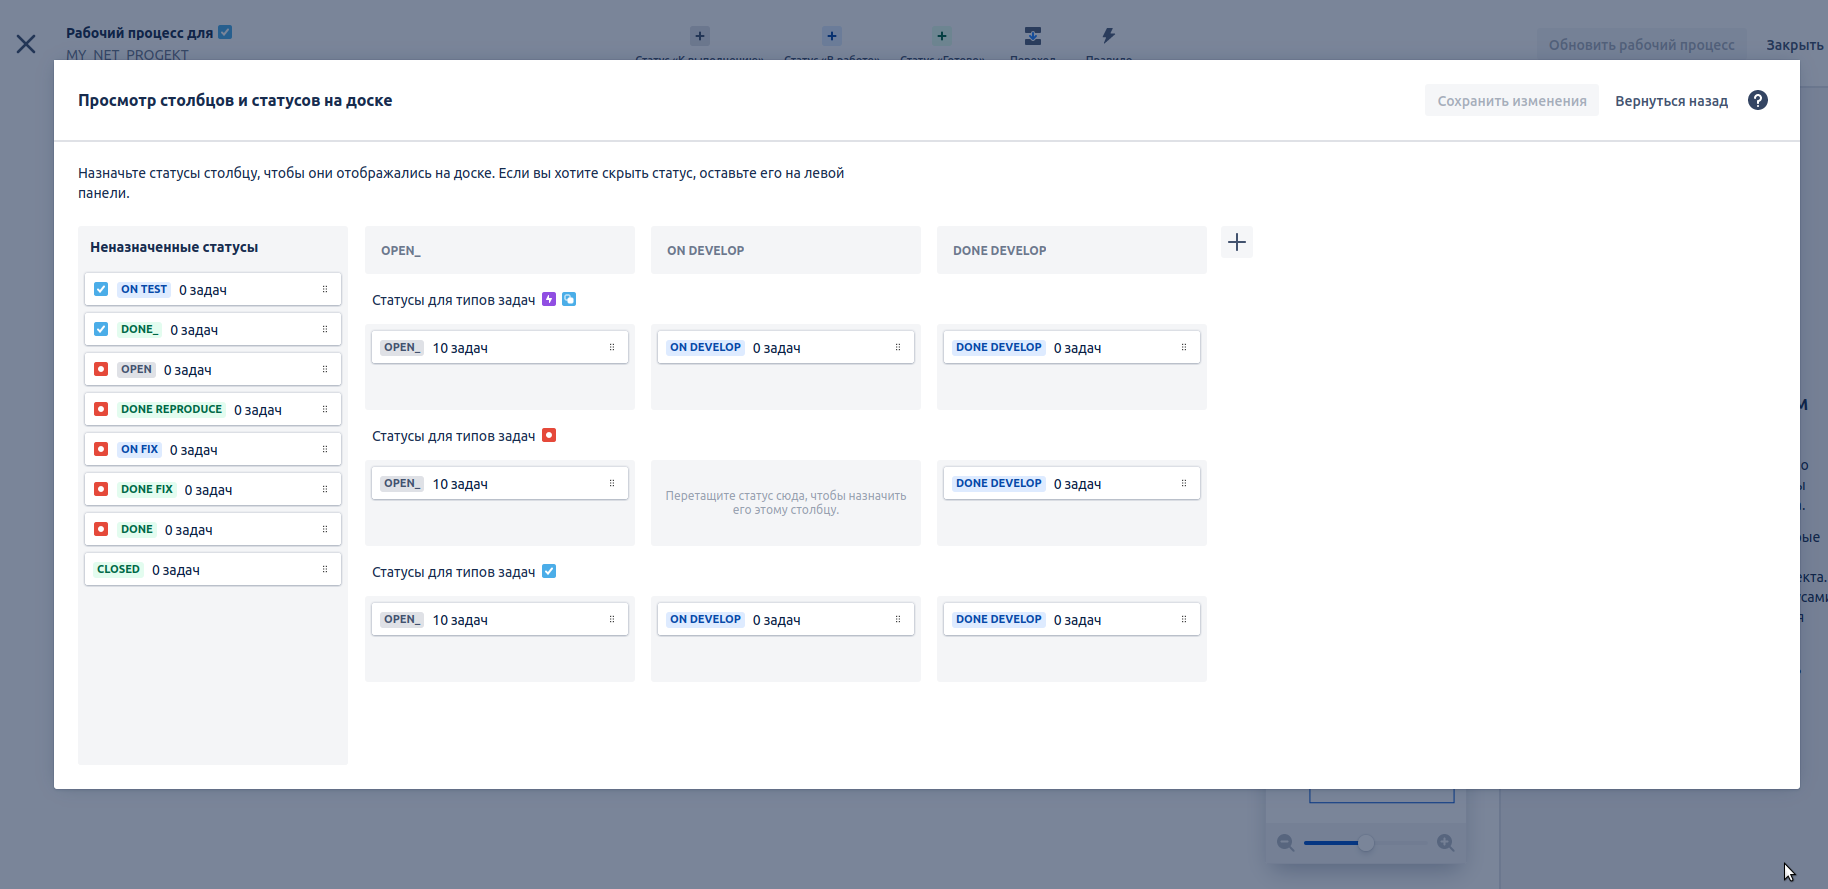 Рабочий процесс для
MY_NET_PROGEKT
Обновить рабочий процесс
Закрыть
Просмотр столбцов и статусов на доске
Сохранить изменения
Вернуться назад
Назначьте статусы столбцу, чтобы они отображались на доске. Если вы хотите скрыть статус, оставьте его на левой
панели.
Неназначенные статусы
ON TEST 0 задач
DONE_ 0 задач
OPEN 0 задач
DONE REPRODUCE 0 задач
ON FIX 0 задач
DONE FIX 0 задач
DONE 0 задач
CLOSED 0 задач
OPEN_
ON DEVELOP
DONE DEVELOP
Статусы для типов задач
OPEN_ 10 задач
ON DEVELOP 0 задач
DONE DEVELOP 0 задач
Статусы для типов задач
OPEN_ 10 задач
Перетащите статус сюда, чтобы назначить
его этому столбцу.
DONE DEVELOP 0 задач
Статусы для типов задач
OPEN_ 10 задач
ON DEVELOP 0 задач
DONE DEVELOP 0 задач